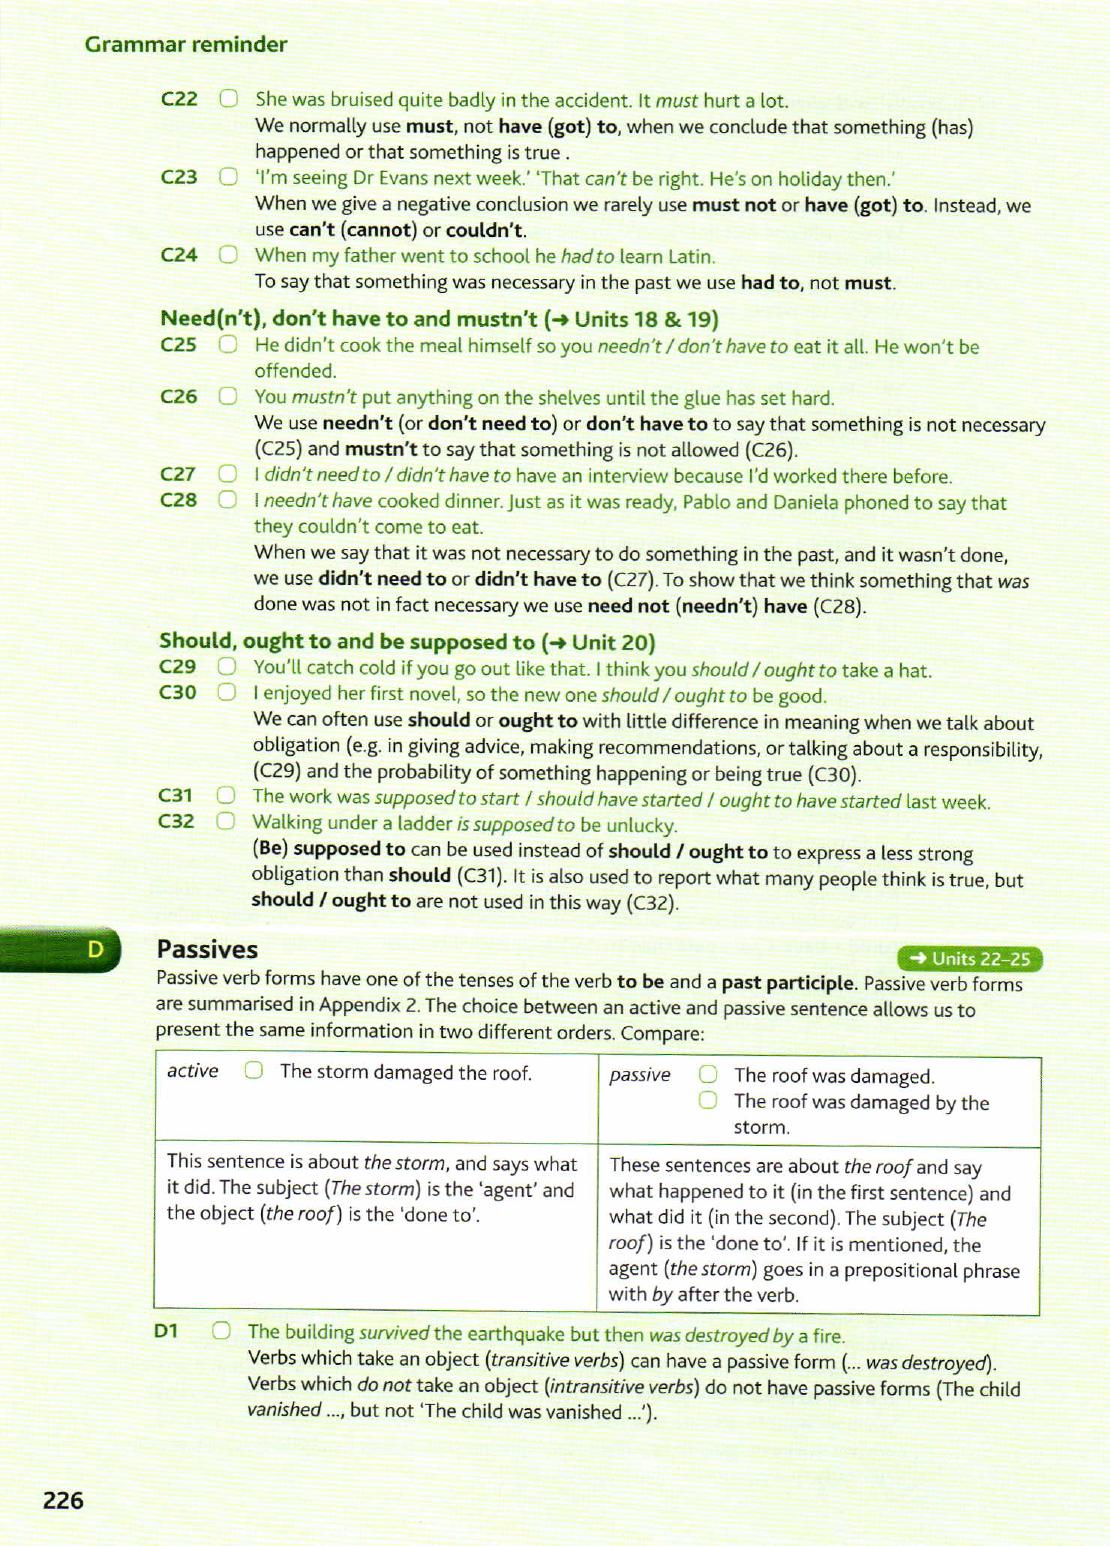 Grammar reminder
C22 She was bruised quite badly in the accident. It must hurt a lot.
We normally use must, not have (got) to, when we conclude that something (has)
happened or that something is true .
C23 ‘I’m seeing Dr Evans next week.’ ‘That can’t be right. He’s on holiday then.’
When we give a negative conclusion we rarely use must not or have (got) to. Instead, we
use can’t (cannot) or couldn’t.
C24 When my father went to school he had to learn Latin.
To say that something was necessary in the past we use had to, not must.
Need(n’t), don’t have to and mustn’t (→ Units 18 & 19)
C25 He didn’t cook the meal himself so you needn’t / don’t have to eat it all. He won’t be
offended.
C26 You mustn’t put anything on the shelves until the glue has set hard.
We use needn’t (or don’t need to) or don’t have to to say that something is not necessary
(C25) and mustn’t to say that something is not allowed (C26).
C27 I didn’t need to / didn’t have to have an interview because I’d worked there before.
C28 I needn’t have cooked dinner. Just as it was ready, Pablo and Daniela phoned to say that
they couldn’t come to eat.
When we say that it was not necessary to do something in the past, and it wasn’t done,
we use didn’t need to or didn’t have to (C27). To show that we think something that was
done was not in fact necessary we use need not (needn’t) have (C28).
Should, ought to and be supposed to (→ Unit 20)
C29 You’ll catch cold if you go out like that. I think you should / ought to take a hat.
C30 I enjoyed her first novel, so the new one should / ought to be good.
We can often use should or ought to with little difference in meaning when we talk about
obligation (e.g. in giving advice, making recommendations, or talking about a responsibility,
(C29) and the probability of something happening or being true (C30).
C31 The work was supposed to start / should have started / ought to have started last week.
C32 Walking under a ladder is supposed to be unlucky.
(Be) supposed to can be used instead of should / ought to to express a less strong
obligation than should (C31). It is also used to report what many people think is true, but
should / ought to are not used in this way (C32).
D Passives → Units 22–25
Passive verb forms have one of the tenses of the verb to be and a past participle. Passive verb forms
are summarised in Appendix 2. The choice between an active and passive sentence allows us to
present the same information in two different orders. Compare:
active The storm damaged the roof.
passive The roof was damaged.
The roof was damaged by the
storm.
This sentence is about the storm, and says what
it did. The subject (The storm) is the ‘agent’ and
the object (the roof) is the ‘done to’.
These sentences are about the roof and say
what happened to it (in the first sentence) and
what did it (in the second). The subject (The
roof) is the ‘done to’. If it is mentioned, the
agent (the storm) goes in a prepositional phrase
with by after the verb.
D1 The building survived the earthquake but then was destroyed by a fire.
Verbs which take an object (transitive verbs) can have a passive form (... was destroyed).
Verbs which do not take an object (intransitive verbs) do not have passive forms (The child
vanished ..., but not ‘The child was vanished ...’).
226